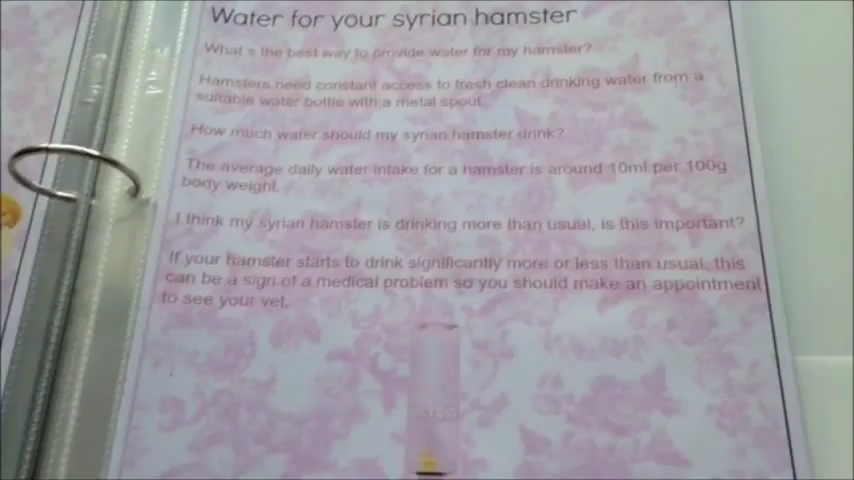 Water for your syrian hamster
What s the best way to provide water for my hamster?
Hamsters need constant access to fresh clean drinking water from a
suitable water bottle with a metal spout.
How much water should my syrian hamster drink?
The average daily water intake for a hamster is around 10ml per 100g
body weight.
I think my syrian hamster is drinking more than usual, is this important?
If your hamster starts to drink significantly more or less than usual, this
can be a sign of a medical problem so you should make an appointment
to see your vet.